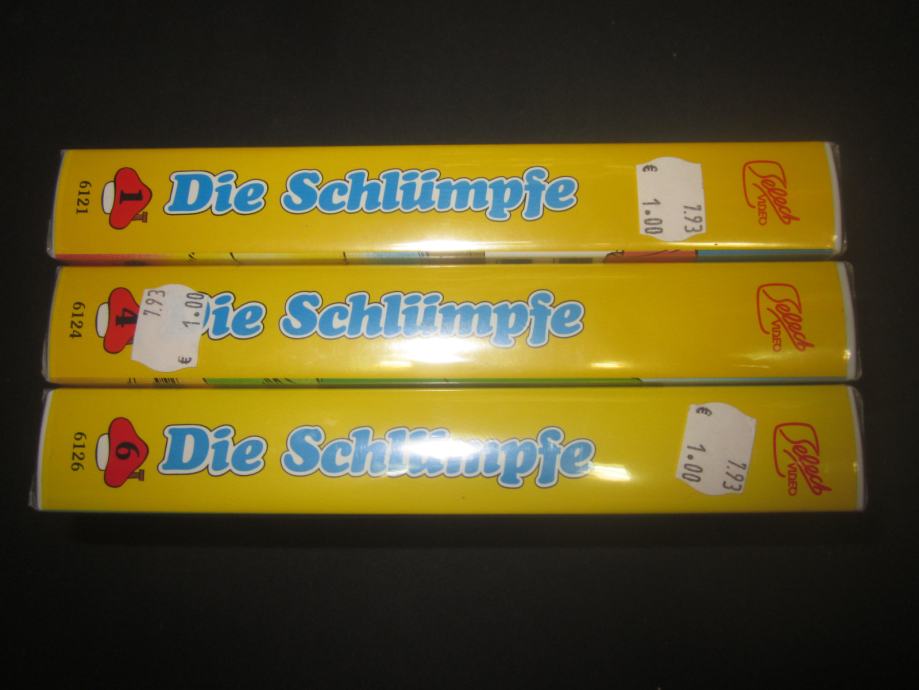 6121
1
Die Schlümpfe
€ 1.00
7.93
Select
VIDEO
6124
4
Die Schlümpfe
7.93
1.00 €
Select
VIDEO
6126
6
Die Schlümpfe
€ 1.00
7.93
Select
VIDEO